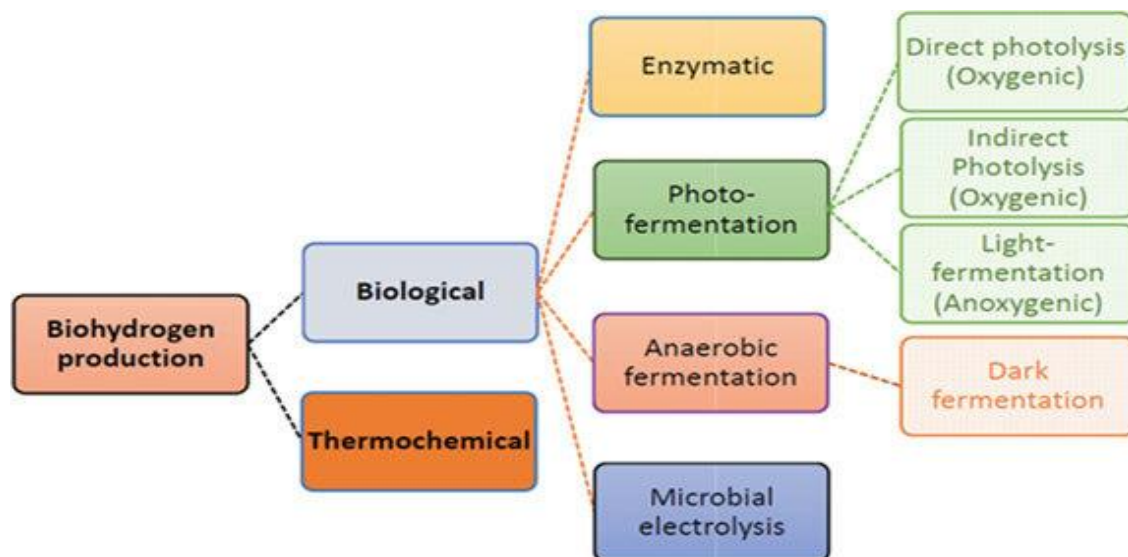 Biohydrogen
production
Biological
Thermochemical
Enzymatic
Photo-
fermentation
Anaerobic
fermentation
Microbial
electrolysis
Direct photolysis
(Oxygenic)
Indirect
Photolysis
(Oxygenic)
Light-
fermentation
(Anoxygenic)
Dark
fermentation